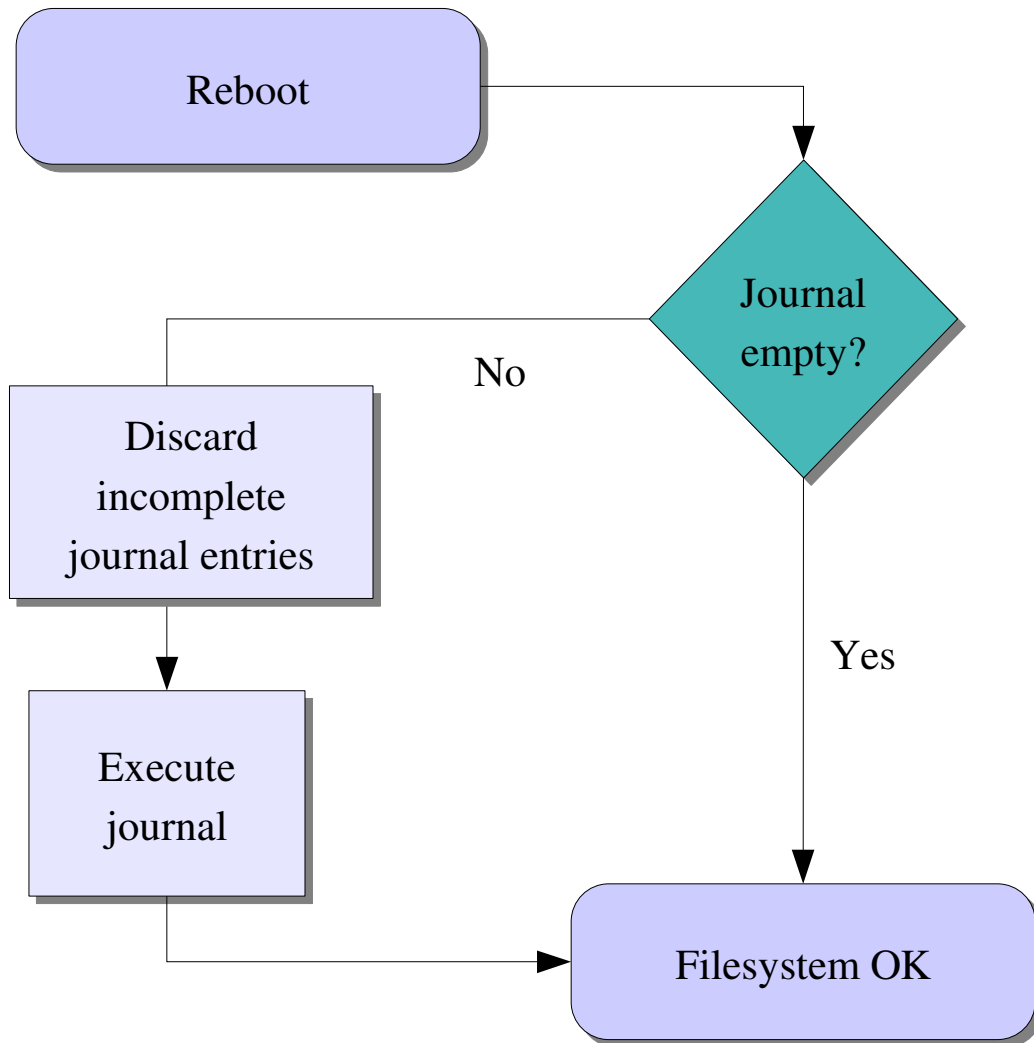 Reboot
Journal
empty?
No
Discard
incomplete
journal entries
Yes
Execute
journal
Filesystem OK